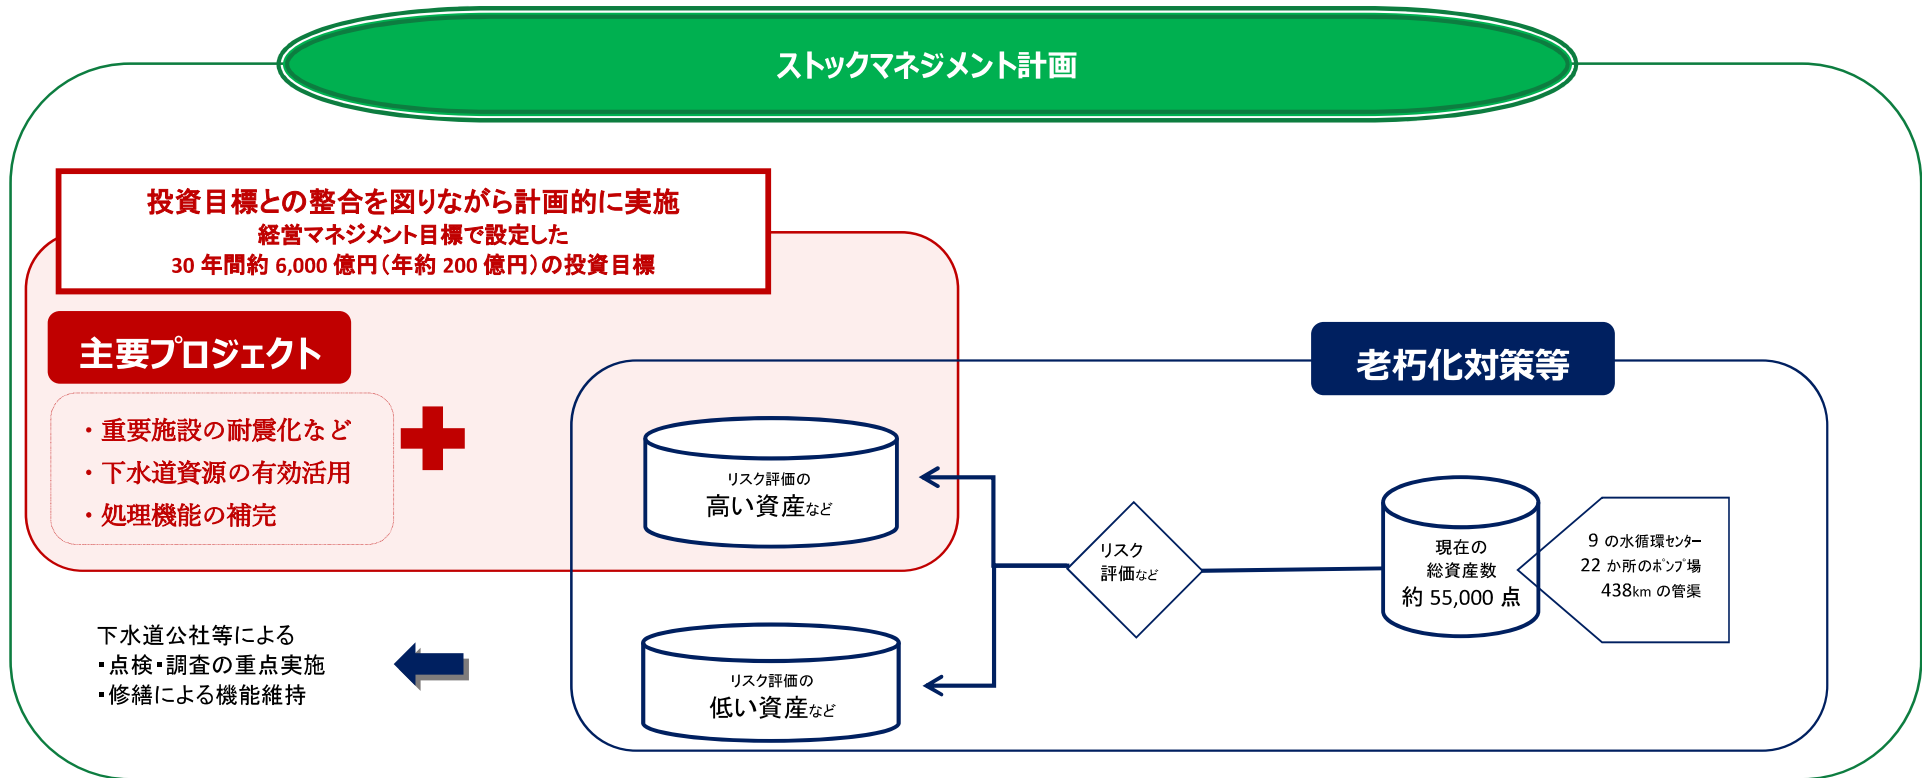 ストックマネジメント計画
投資目標との整合を図りながら計画的に実施
経営マネジメント目標で設定した
30 年間約 6,000 億円（年約 200 億円）の投資目標
主要プロジェクト
・重要施設の耐震化など
・下水道資源の有効活用
・処理機能の補完
老朽化対策等
リスク評価の
高い資産など
リスク
評価など
現在の
総資産数
約 55,000 点
9 の水循環ｾﾝﾀｰ
22 か所のﾎﾟﾝﾌﾟ場
438km の管渠
リスク評価の
低い資産など
下水道公社等による
・点検・調査の重点実施
・修繕による機能維持